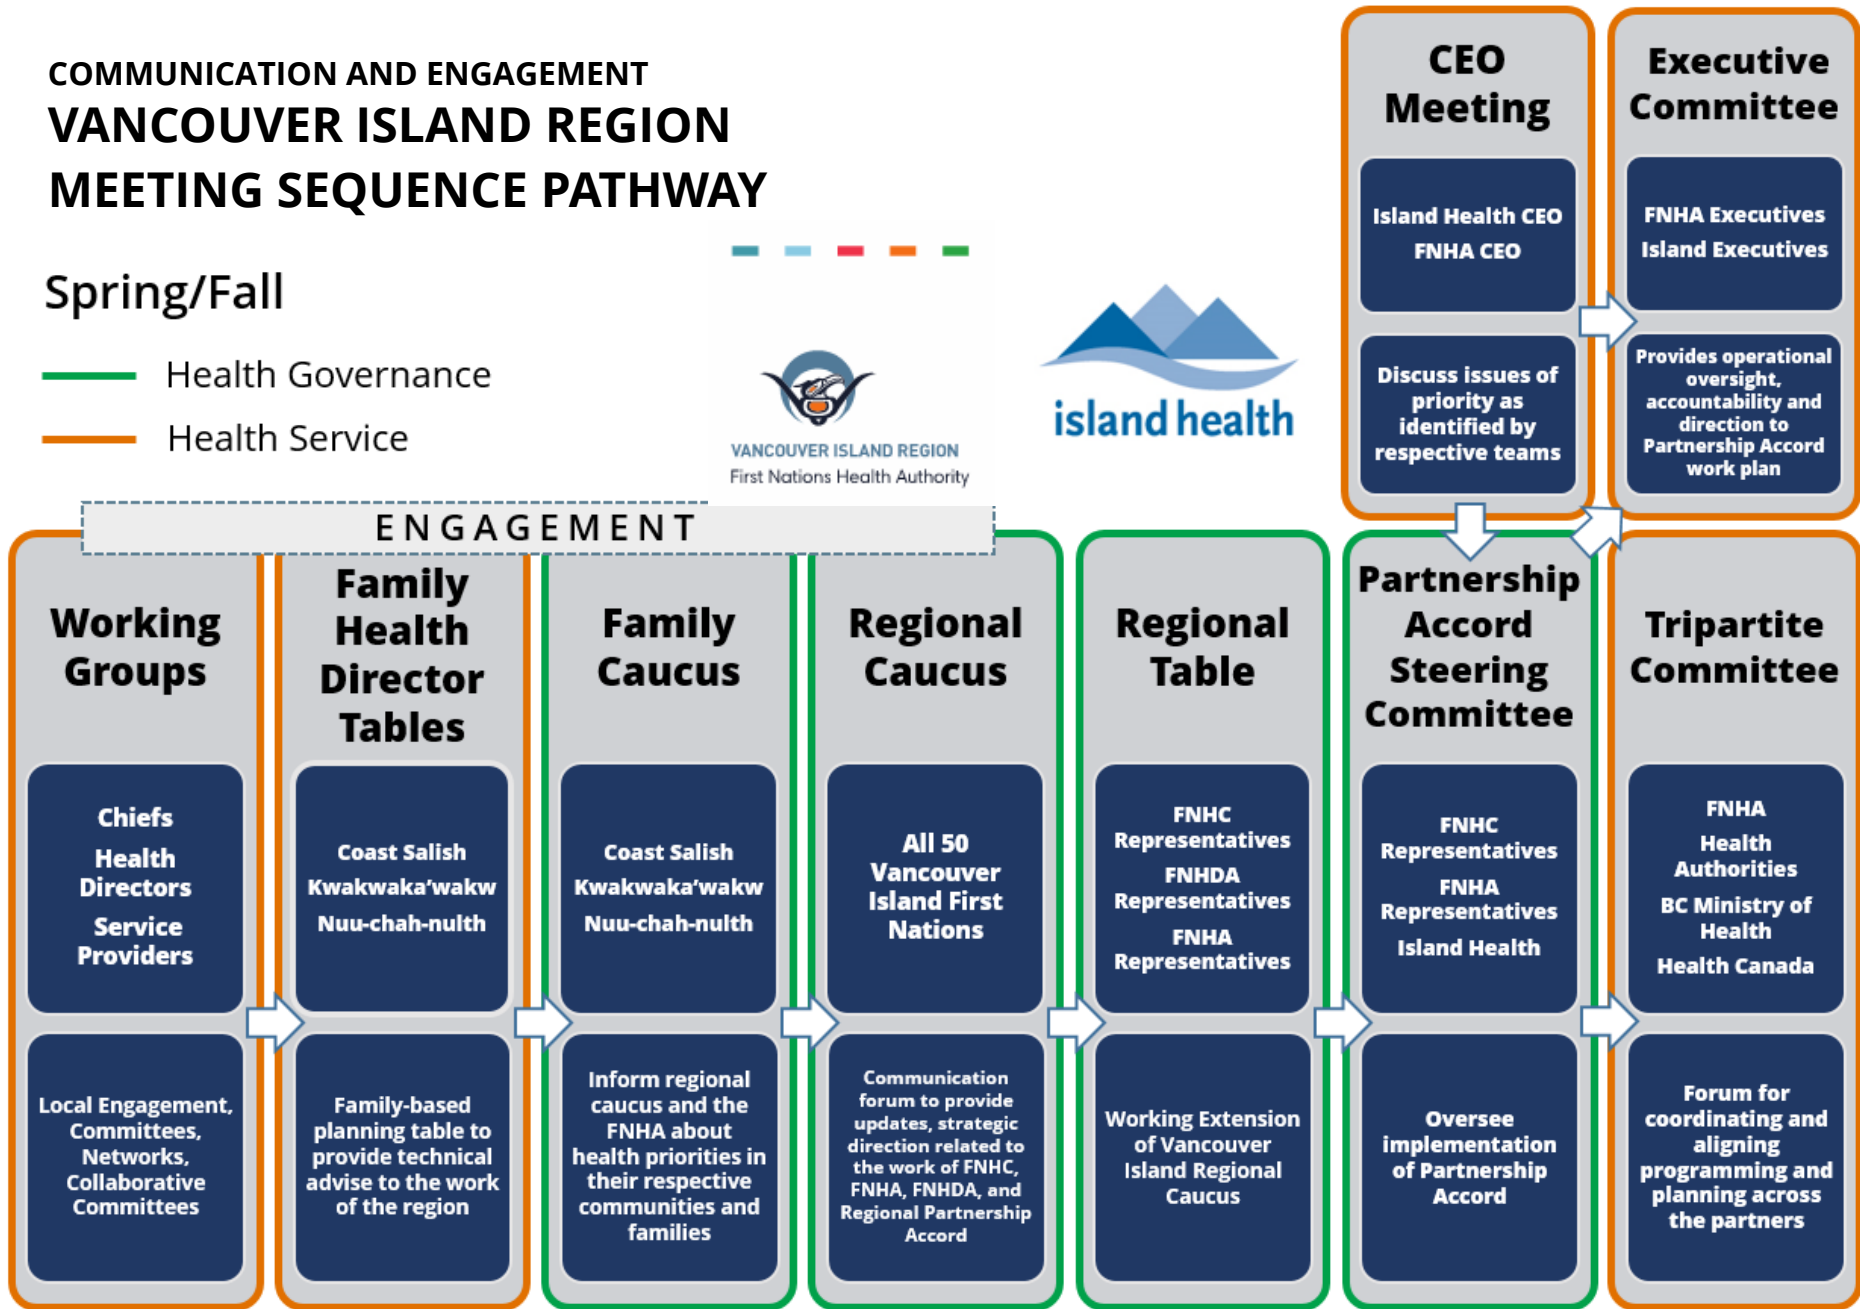 COMMUNICATION AND ENGAGEMENT
VANCOUVER ISLAND REGION
MEETING SEQUENCE PATHWAY
Spring/Fall
Health Governance
Health Service
VANCOUVER ISLAND REGION
First Nations Health Authority
island health
CEO
Meeting
Island Health CEO
FNHA CEO
Discuss issues of
priority as
identified by
respective teams
Executive
Committee
FNHA Executives
Island Executives
Provides operational
oversight,
accountability and
direction to
Partnership Accord
work plan
ENGAGEMENT
Working
Groups
Chiefs
Health
Directors
Service
Providers
Local Engagement,
Committees,
Networks,
Collaborative
Committees
Family
Health
Director
Tables
Coast Salish
Kwakwaka’wakw
Nuu-chah-nulth
Family-based
planning table to
provide technical
advise to the work
of the region
Family
Caucus
Coast Salish
Kwakwaka’wakw
Nuu-chah-nulth
Inform regional
caucus and the
FNHA about
health priorities in
their respective
communities and
families
Regional
Caucus
All 50
Vancouver
Island First
Nations
Communication
forum to provide
updates, strategic
direction related to
the work of FNHC,
FNHA, FNHDA, and
Regional Partnership
Accord
Regional
Table
FNHC
Representatives
FNHDA
Representatives
FNHA
Representatives
Working Extension
of Vancouver
Island Regional
Caucus
Partnership
Accord
Steering
Committee
FNHC
Representatives
FNHA
Representatives
Island Health
Oversee
implementation
of Partnership
Accord
Tripartite
Committee
FNHA
Health
Authorities
BC Ministry of
Health
Health Canada
Forum for
coordinating and
aligning
programming and
planning across
the partners